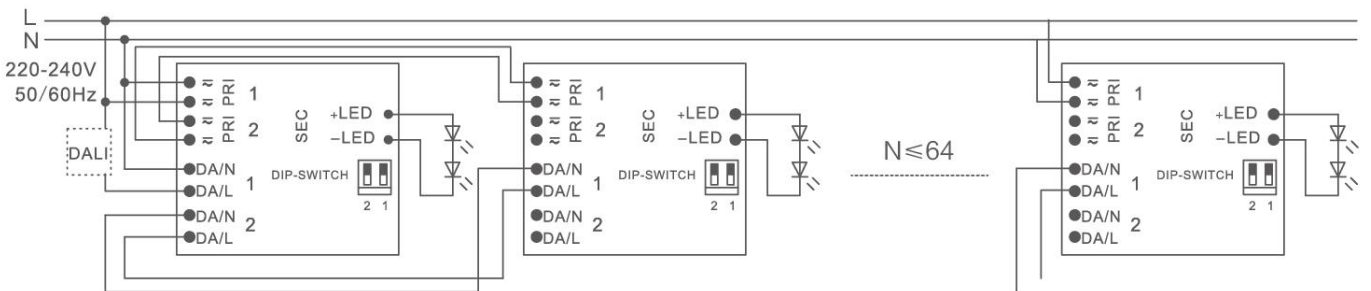 L
N
220-240V
50/60Hz
DALI
≂ PRI 1
≂
≂ PRI 2
≂
DA/N 1
DA/L
DA/N 2
DA/L
SEC
+LED
−LED
DIP-SWITCH
2 1
≂ PRI 1
≂
≂ PRI 2
≂
DA/N 1
DA/L
DA/N 2
DA/L
SEC
+LED
−LED
DIP-SWITCH
2 1
N≤64
≂ PRI 1
≂
≂ PRI 2
≂
DA/N 1
DA/L
DA/N 2
DA/L
SEC
+LED
−LED
DIP-SWITCH
2 1